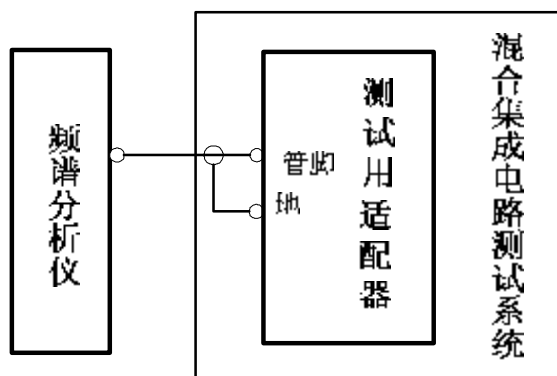 频谱分析仪
管脚
地
测试用适配器
混合集成电路测试系统